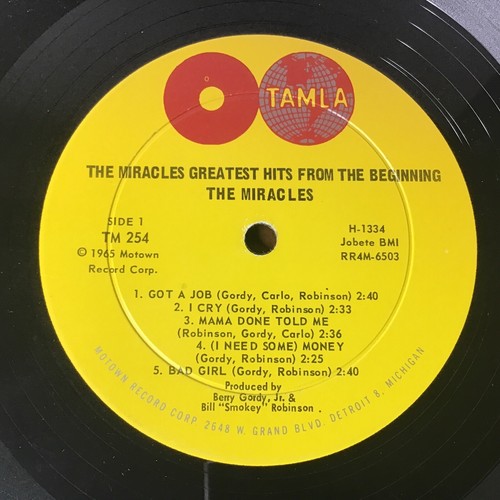 TAMLA
THE MIRACLES GREATEST HITS FROM THE BEGINNING
THE MIRACLES
SIDE 1
TM 254
© 1965 Motown
Record Corp.
H-1334
Jobete BMI
RR4M-6503
1. GOT A JOB (Gordy, Carlo, Robinson) 2:40
2. I CRY (Gordy, Robinson) 2:33
3. MAMA DONE TOLD ME
(Robinson, Gordy, Carlo) 2:36
4. (I NEED SOME) MONEY
(Gordy, Robinson) 2:25
5. BAD GIRL (Gordy, Robinson) 2:40
Produced by
Berry Gordy, Jr. &
Bill "Smokey" Robinson .
MOTOWN RECORD CORP. 2648 W. GRAND BLVD. DETROIT 8, MICHIGAN